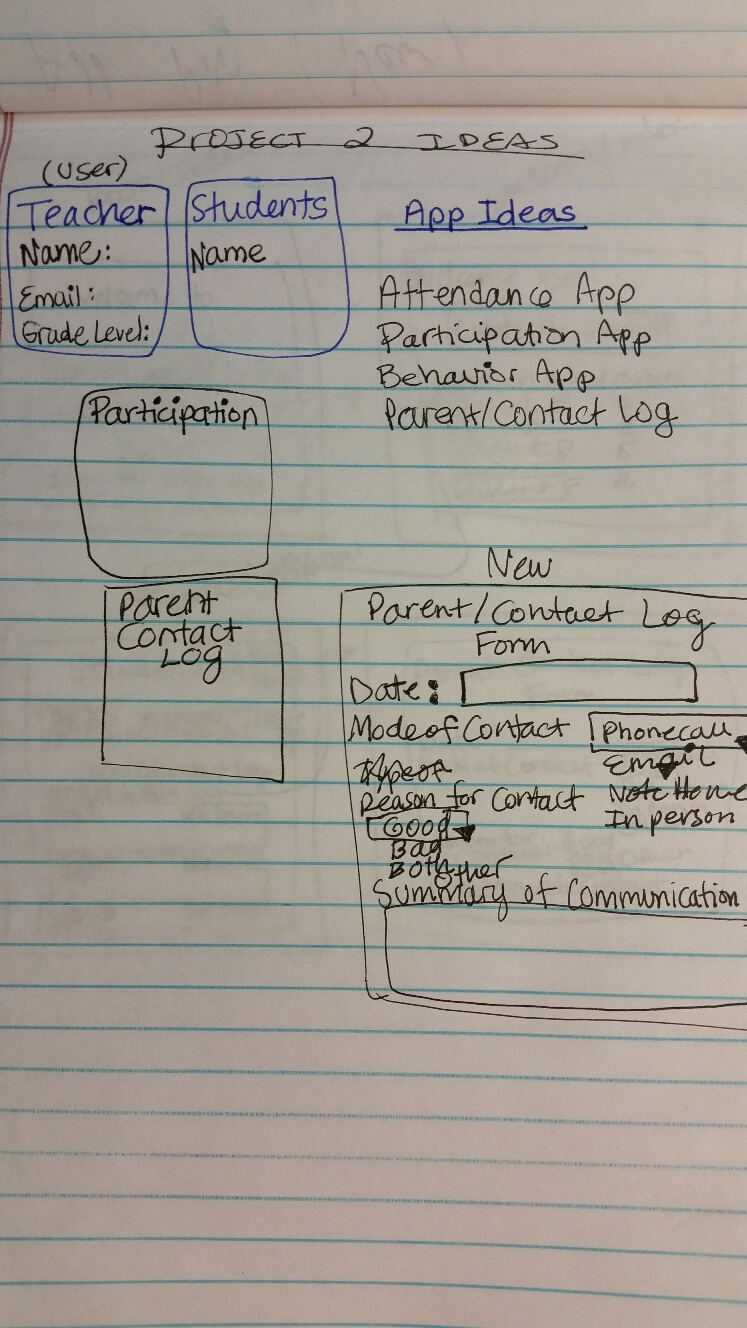 PROJECT 2 IDEAS
(User)
Teacher
Name:
Email:
Grade Level:
Students
Name
App Ideas
Attendance App
Participation App
Behavior App
Parent/Contact Log
Participation
Parent
Contact
Log
New
Parent/Contact Log
Form
Date:
Mode of Contact Phonecall
Email
Type of
Reason for Contact Note Home
Good In person
Bad
Both Other
Summary of Communication